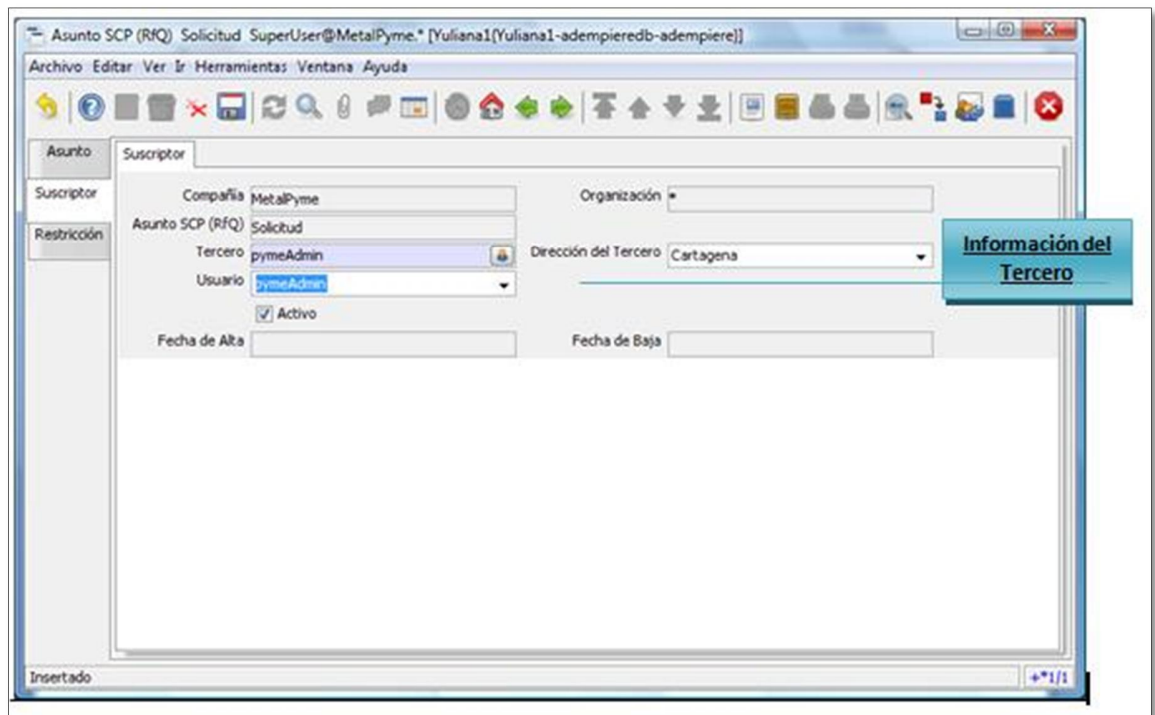 Asunto SCP (RfQ) Solicitud SuperUser@MetalPyme.* [Yuliana1{Yuliana1-adempieredb-adempiere}]
Archivo Editar Ver Ir Herramientas Ventana Ayuda
Asunto
Suscriptor
Restricción
Suscriptor
Compañía MetalPyme Organización *
Asunto SCP (RfQ) Solicitud
Tercero pymeAdmin Dirección del Tercero Cartagena
Usuario pymeAdmin
Activo
Fecha de Alta Fecha de Baja
Información del
Tercero
Insertado +*1/1